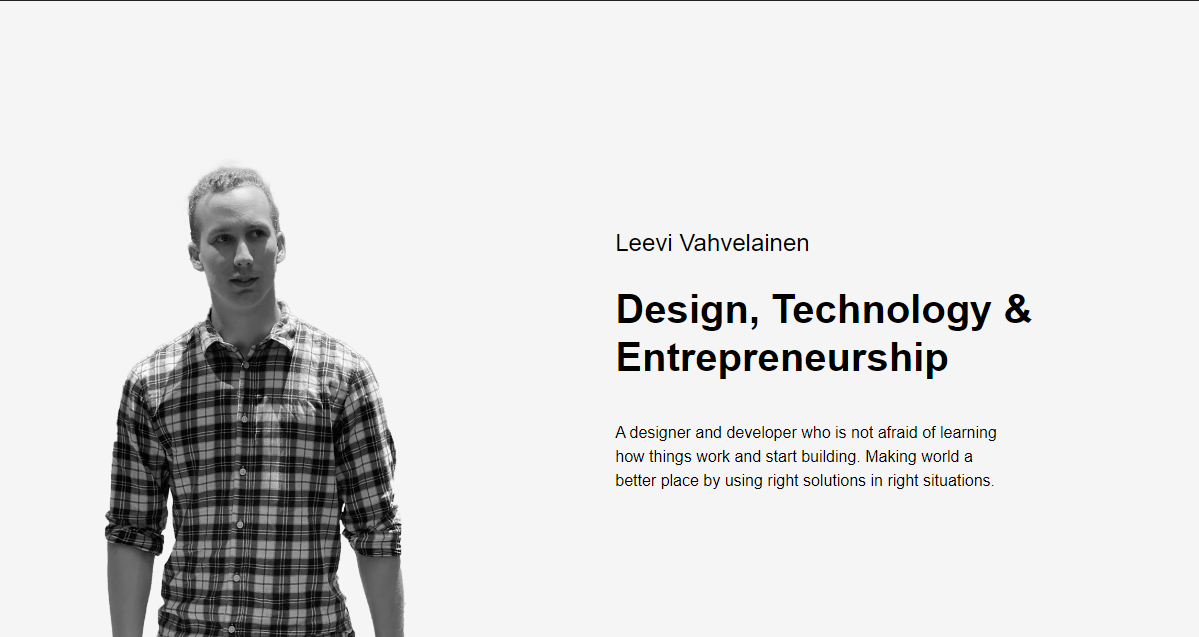 Leevi Vahvelainen
Design, Technology &
Entrepreneurship
A designer and developer who is not afraid of learning
how things work and start building. Making world a
better place by using right solutions in right situations.